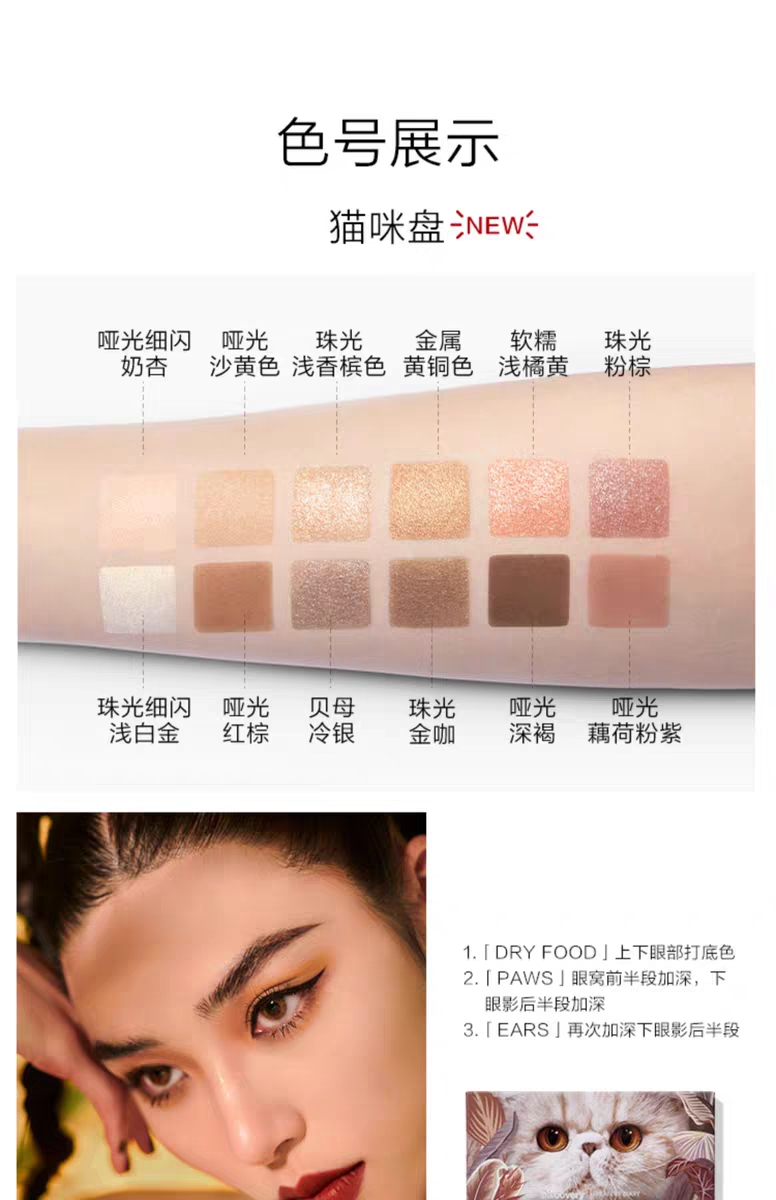 色号展示
猫咪盘 NEW
哑光细闪 哑光 珠光 金属 软糯 珠光
奶杏 沙黄色 浅香槟色 黄铜色 浅橘黄 粉棕
珠光细闪 哑光 贝母 珠光 哑光 哑光
浅白金 红棕 冷银 金咖 深褐 藕荷粉紫
1.「DRY FOOD」上下眼部打底色
2.「PAWS」眼窝前半段加深，下
眼影后半段加深
3.「EARS」再次加深下眼影后半段